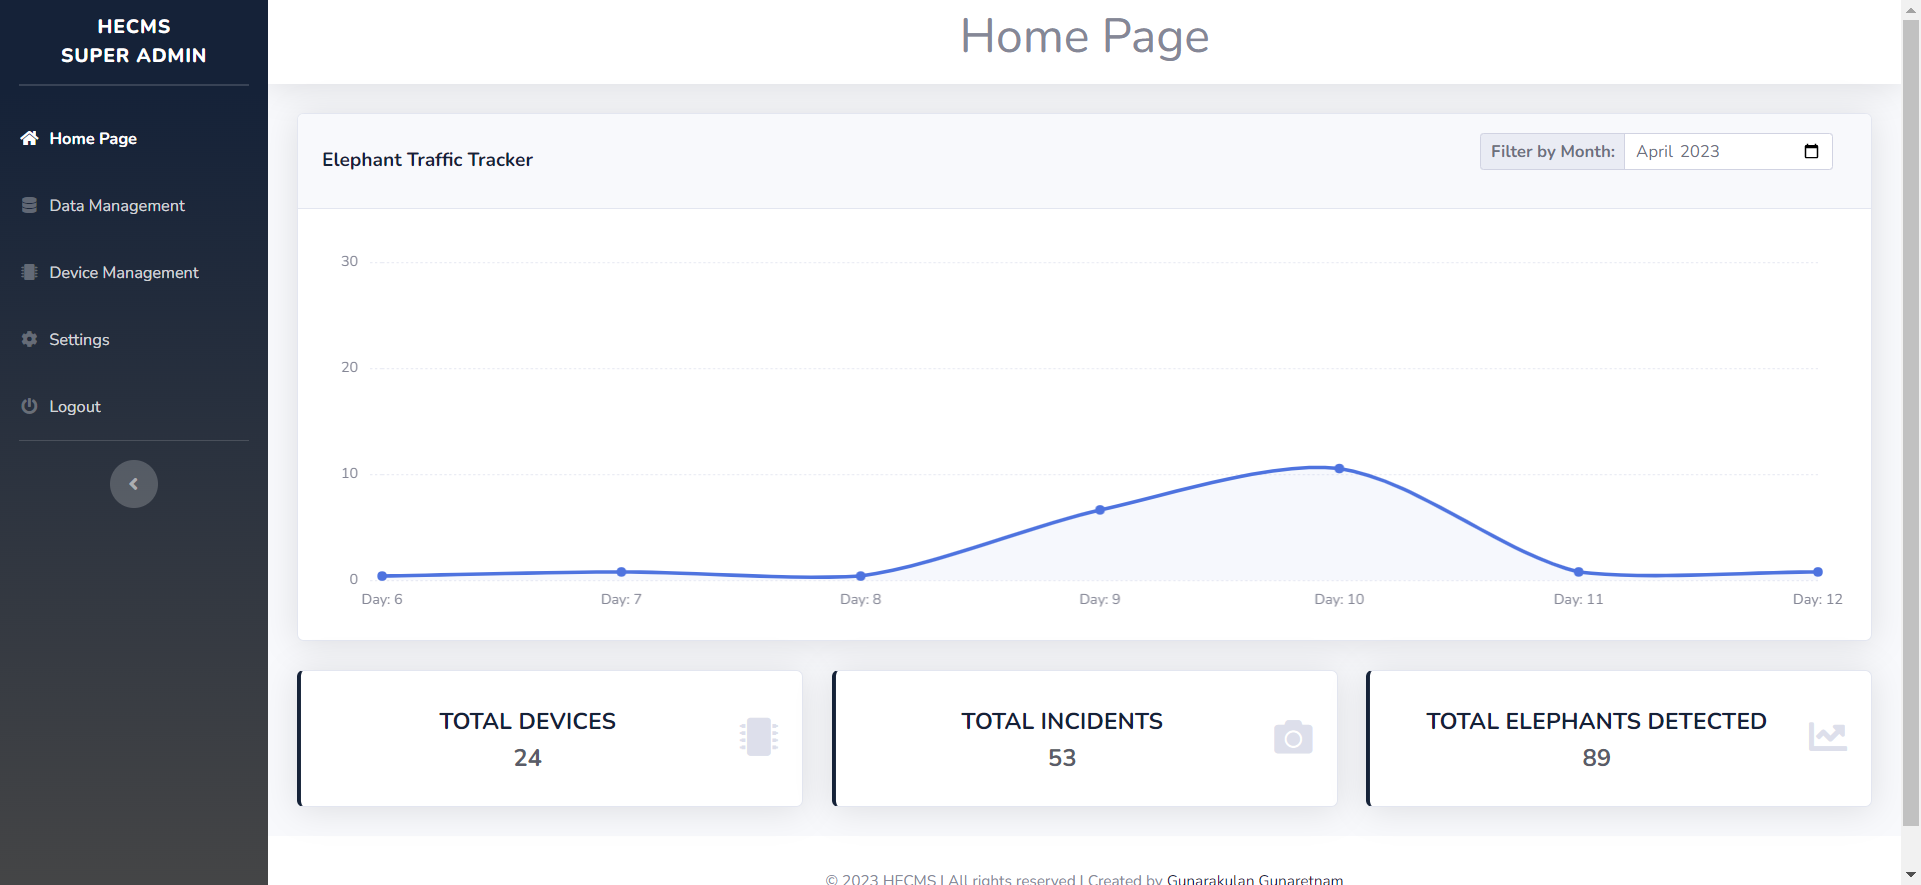 HECMS
SUPER ADMIN
Home Page
Data Management
Device Management
Settings
Logout
Home Page
Elephant Traffic Tracker
Filter by Month: April 2023
30
20
10
0
Day: 6 Day: 7 Day: 8 Day: 9 Day: 10 Day: 11 Day: 12
TOTAL DEVICES
24
TOTAL INCIDENTS
53
TOTAL ELEPHANTS DETECTED
89
© 2023 HECMS | All rights reserved | Created by Gunarakulan Gunaretnam